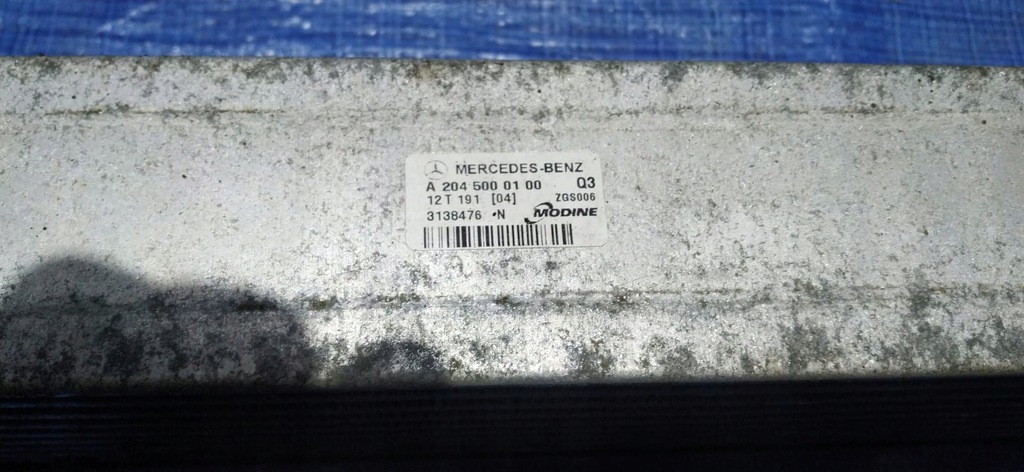 MERCEDES-BENZ
A 204 500 01 00 Q3
12 T 191 [04] ZGS006
3138476 •N MODINE